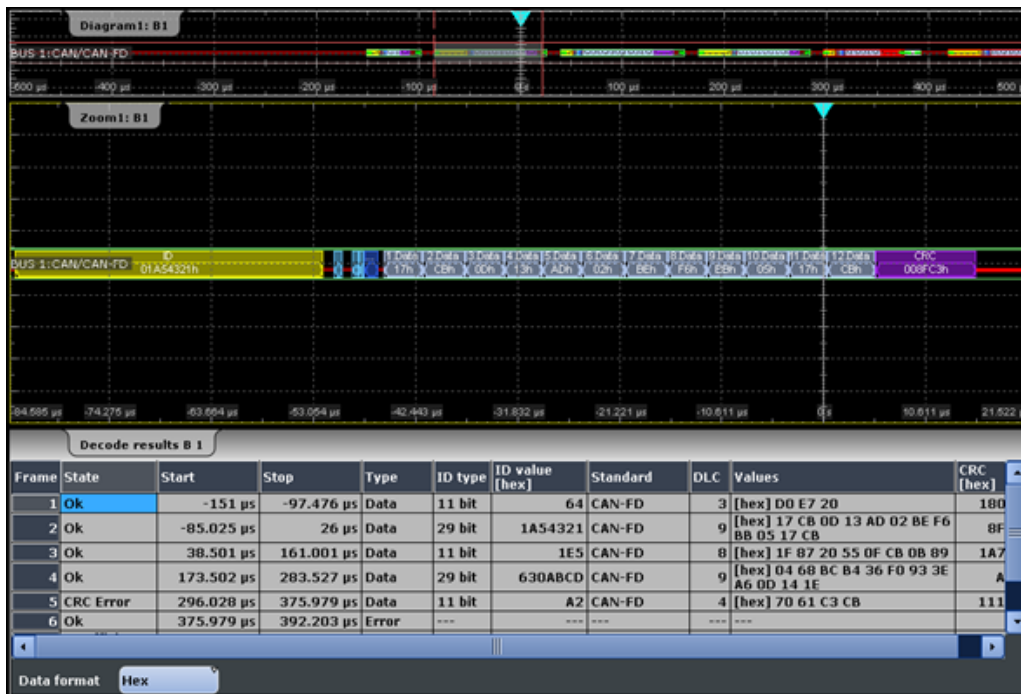 Diagram1: B1
BUS 1:CAN/CAN-FD
-400 µs -300 µs -200 µs -100 µs 100 µs 200 µs 300 µs 400 µs 500
Zoom1: B1
ID 1.Data 2.Data 3.Data 4.Data 5.Data 6.Data 7.Data 8.Data 9.Data 10.Data 11.Data 12.Data CRC
BUS 1:CAN/CAN-FD 01A54321h 17h CBh 0Dh 13h ADh 02h BEh F6h BBh 05h 17h CBh 008FC3h
-84.585 µs -74.275 µs -63.664 µs -53.054 µs -42.443 µs -31.832 µs -21.221 µs -10.611 µs 0 s 10.611 µs 21.522
Decode results B 1
Frame State Start Stop Type ID type ID value [hex] Standard DLC Values CRC [hex]
1 Ok -151 µs -97.476 µs Data 11 bit 64 CAN-FD 3 [hex] D0 E7 20 180
2 Ok -85.025 µs 26 µs Data 29 bit 1A54321 CAN-FD 9 [hex] 17 CB 0D 13 AD 02 BE F6 8F
BB 05 17 CB
3 Ok 38.501 µs 161.001 µs Data 11 bit 1E5 CAN-FD 8 [hex] 1F 87 20 55 0F CB 0B 89 1A7
4 Ok 173.502 µs 283.527 µs Data 29 bit 630ABCD CAN-FD 9 [hex] 04 68 BC B4 36 F0 93 3E A
A6 0D 14 1E
5 CRC Error 296.028 µs 375.979 µs Data 11 bit A2 CAN-FD 4 [hex] 70 61 C3 CB 111
6 Ok 375.979 µs 392.203 µs Error --- --- --- --- ---
Data format Hex